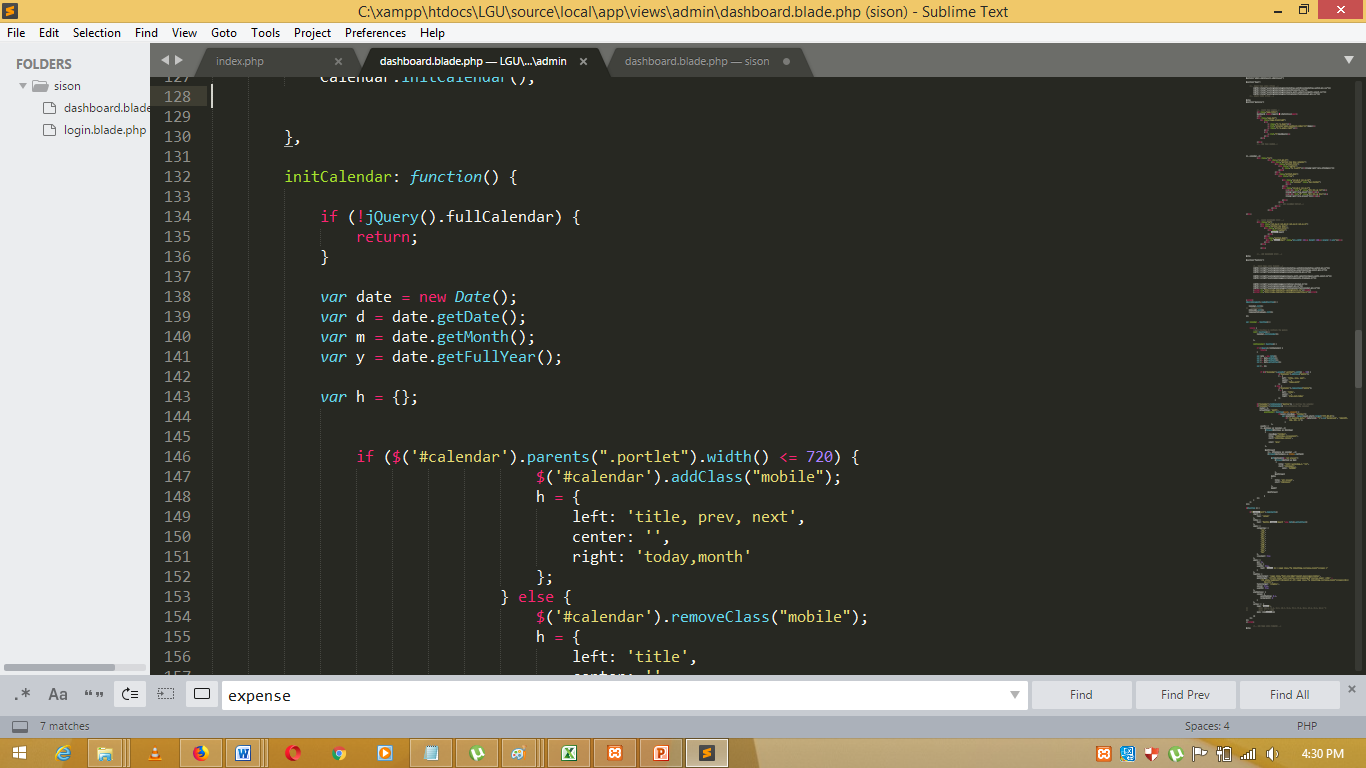 C:\xampp\htdocs\LGU\source\local\app\views\admin\dashboard.blade.php (sison) - Sublime Text
File Edit Selection Find View Goto Tools Project Preferences Help
FOLDERS
sison
dashboard.blade
login.blade.php
index.php
dashboard.blade.php — LGU\...\admin
dashboard.blade.php — sison
127 Calendar.initCalendar();
128
129
130 },
131
132 initCalendar: function() {
133
134 if (!jQuery().fullCalendar) {
135 return;
136 }
137
138 var date = new Date();
139 var d = date.getDate();
140 var m = date.getMonth();
141 var y = date.getFullYear();
142
143 var h = {};
144
145
146 if ($('#calendar').parents(".portlet").width() <= 720) {
147 $('#calendar').addClass("mobile");
148 h = {
149 left: 'title, prev, next',
150 center: '',
151 right: 'today,month'
152 };
153 } else {
154 $('#calendar').removeClass("mobile");
155 h = {
156 left: 'title',
157 center: ''
.* Aa “” expense Find Find Prev Find All
7 matches Spaces: 4 PHP
4:30 PM